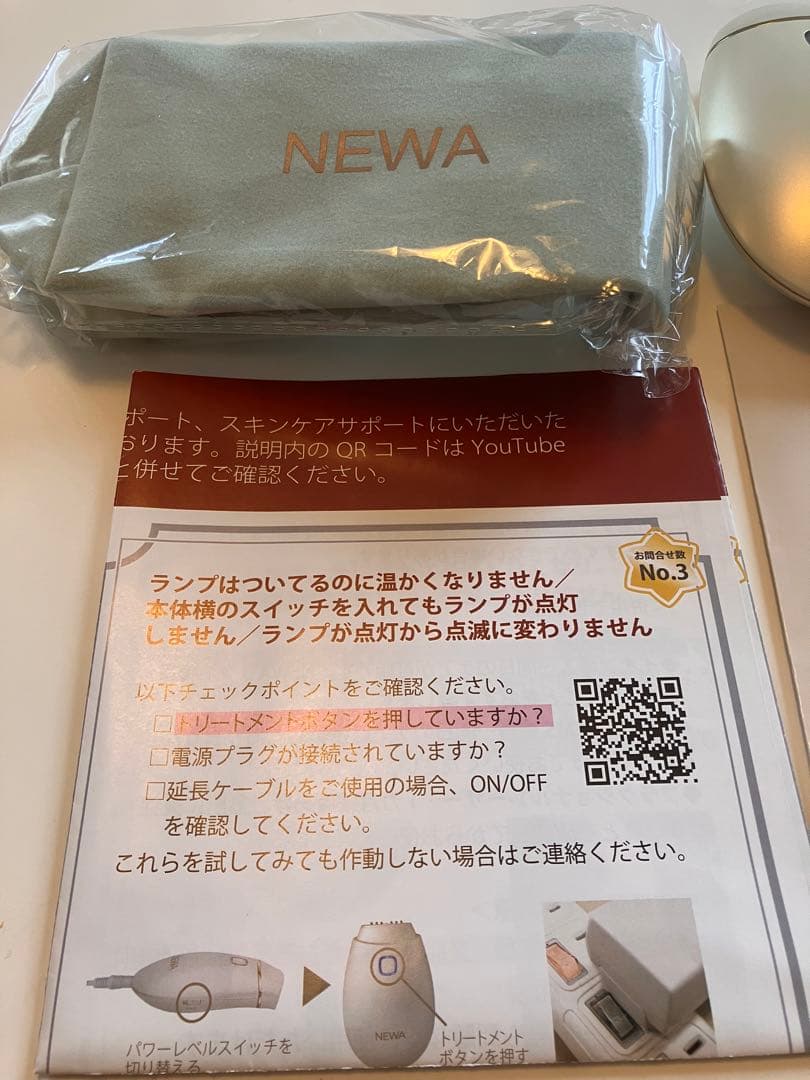 NEWA
ポート、スキンケアサポートにいただいた
おります。説明内の QR コードは YouTube
と併せてご確認ください。
お問合せ数
No.3
ランプはついてるのに温かくなりません／
本体横のスイッチを入れてもランプが点灯
しません／ランプが点灯から点滅に変わりません
以下チェックポイントをご確認ください。
□トリートメントボタンを押していますか？
□電源プラグが接続されていますか？
□延長ケーブルをご使用の場合、ON/OFF
を確認してください。
これらを試してみても作動しない場合はご連絡ください。
NEWA
パワーレベルスイッチを
切り替える
トリートメント
ボタンを押す